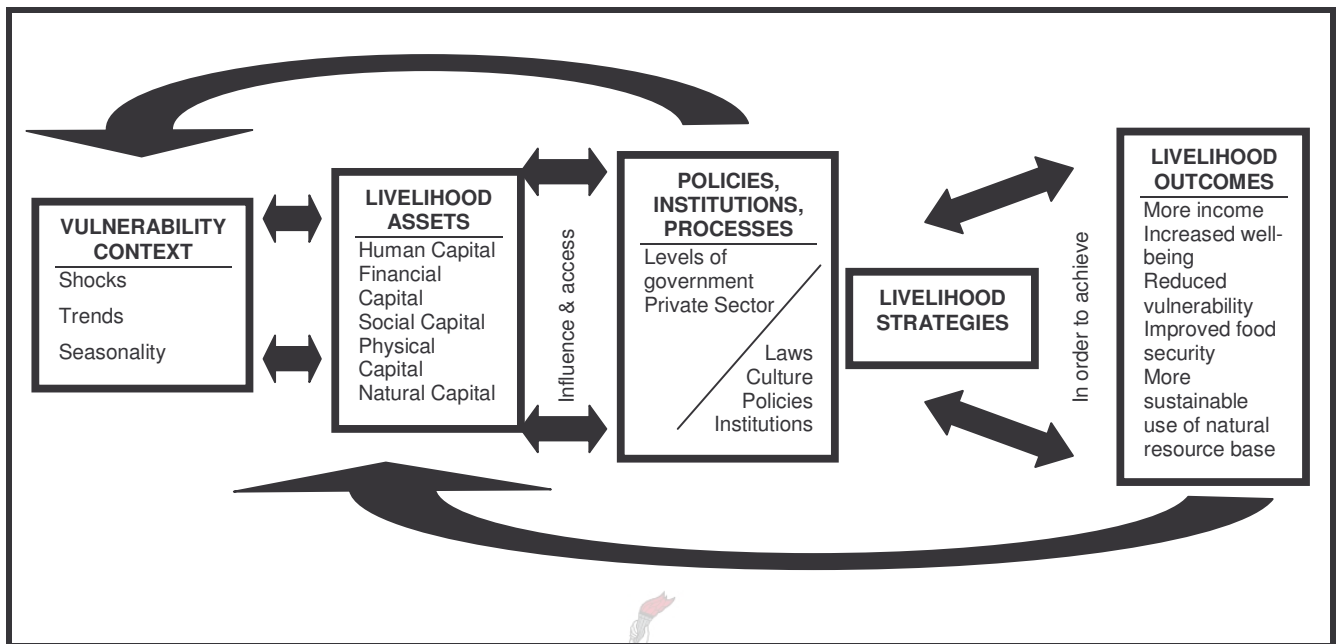 VULNERABILITY
CONTEXT
Shocks
Trends
Seasonality
LIVELIHOOD
ASSETS
Human Capital
Financial
Capital
Social Capital
Physical
Capital
Natural Capital
Influence & access
POLICIES,
INSTITUTIONS,
PROCESSES
Levels of
government
Private Sector
Laws
Culture
Policies
Institutions
LIVELIHOOD
STRATEGIES
In order to achieve
LIVELIHOOD
OUTCOMES
More income
Increased well-
being
Reduced
vulnerability
Improved food
security
More
sustainable
use of natural
resource base